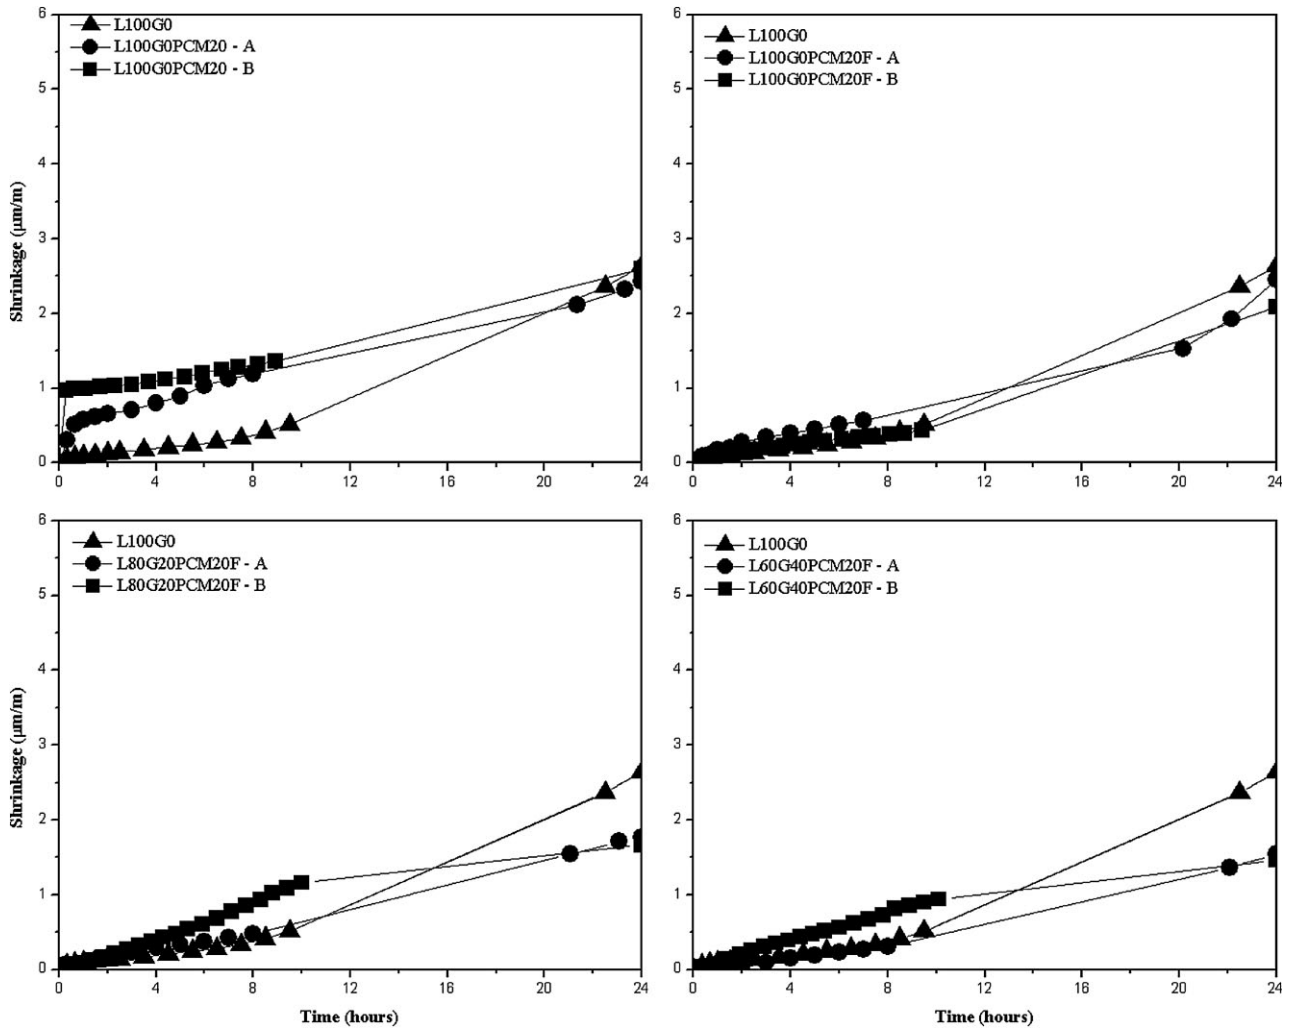 L100G0
L100G0PCM20 - A
L100G0PCM20 - B
Shrinkage (µm/m)
6
5
4
3
2
1
0
0 4 8 12 16 20 24
L100G0
L100G0PCM20F - A
L100G0PCM20F - B
6
5
4
3
2
1
0
0 4 8 12 16 20 24
L100G0
L80G20PCM20F - A
L80G20PCM20F - B
Shrinkage (µm/m)
6
5
4
3
2
1
0
0 4 8 12 16 20 24
Time (hours)
L100G0
L60G40PCM20F - A
L60G40PCM20F - B
6
5
4
3
2
1
0
0 4 8 12 16 20 24
Time (hours)